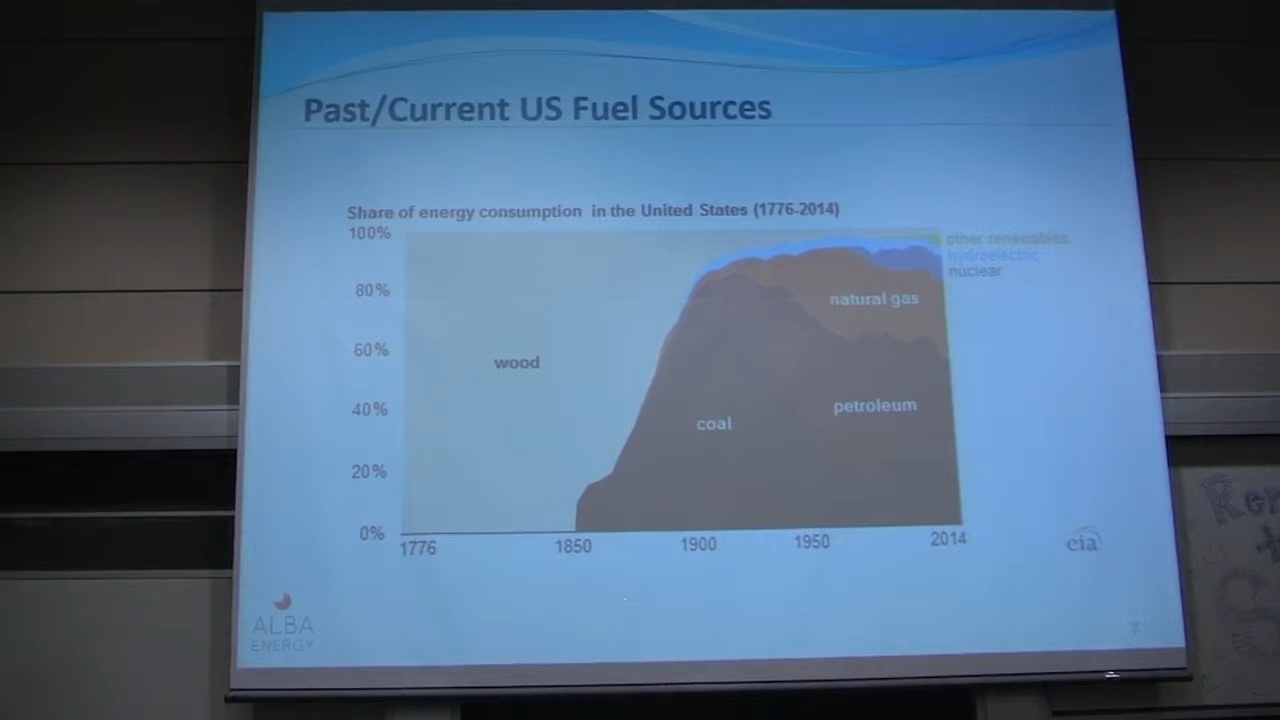 Past/Current US Fuel Sources
Share of energy consumption in the United States (1776-2014)
100%
80%
60%
40%
20%
0%
other renewables
hydroelectric
nuclear
natural gas
wood
petroleum
coal
1776
1850
1900
1950
2014
eia
ALBA
ENERGY
7